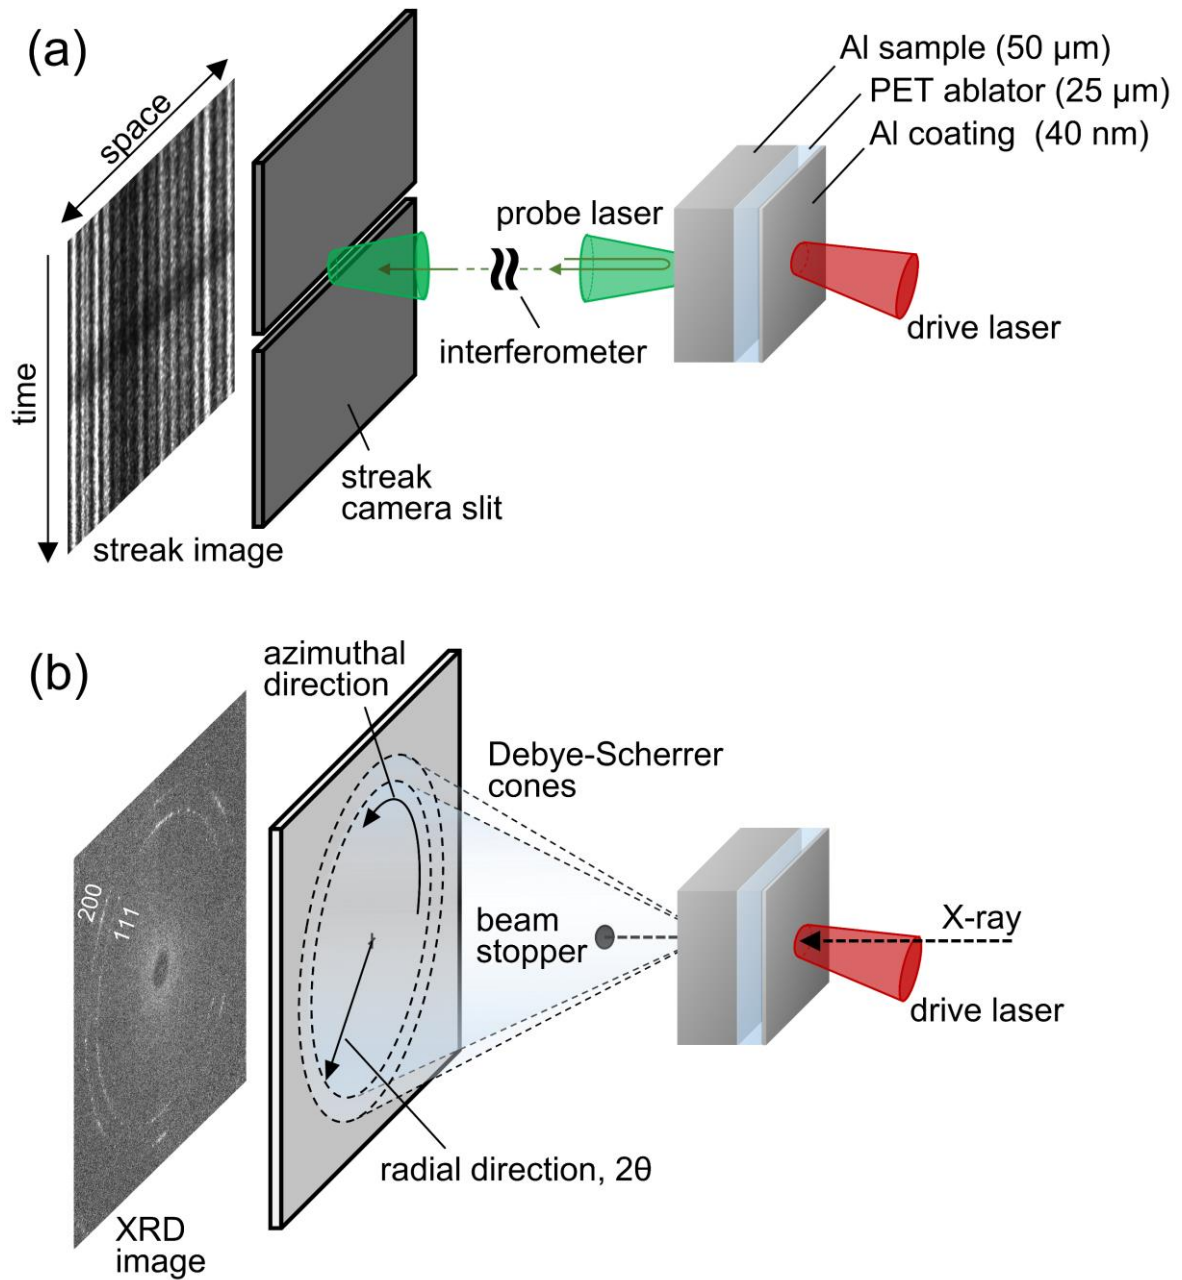 (a)
space
time
streak image
streak
camera slit
probe laser
interferometer
Al sample (50 μm)
PET ablator (25 μm)
Al coating (40 nm)
drive laser
(b)
azimuthal
direction
Debye-Scherrer
cones
200
111
beam
stopper
X-ray
drive laser
radial direction, 2θ
XRD
image